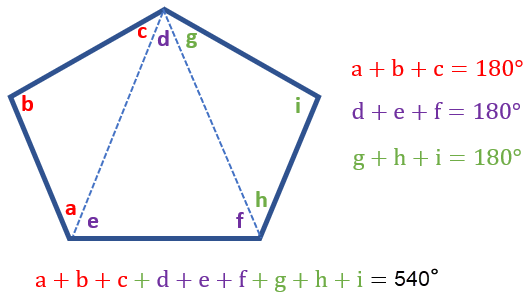 c d g
b
i
a + b + c = 180°
d + e + f = 180°
g + h + i = 180°
a e f h
a + b + c + d + e + f + g + h + i = 540°